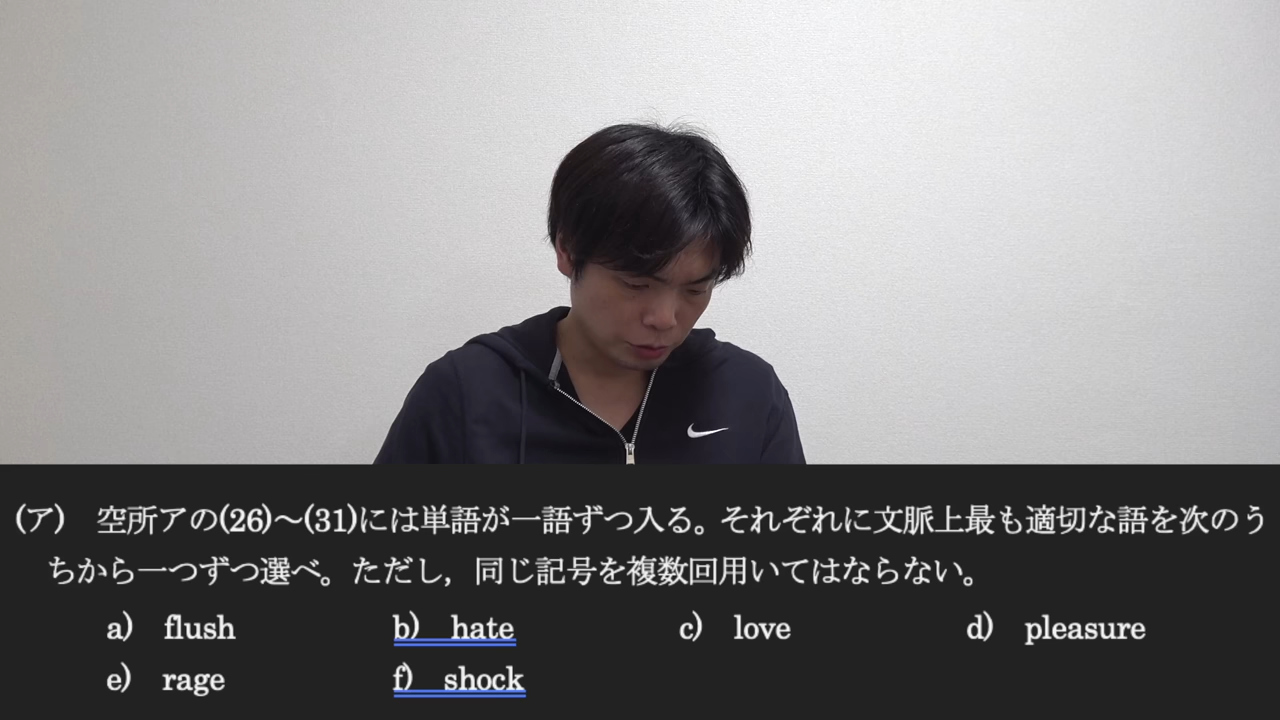 (ア) 空所アの(26)～(31)には単語が一語ずつ入る。それぞれに文脈上最も適切な語を次のう
ちから一つずつ選べ。ただし，同じ記号を複数回用いてはならない。
a) flush b) hate c) love d) pleasure
e) rage f) shock